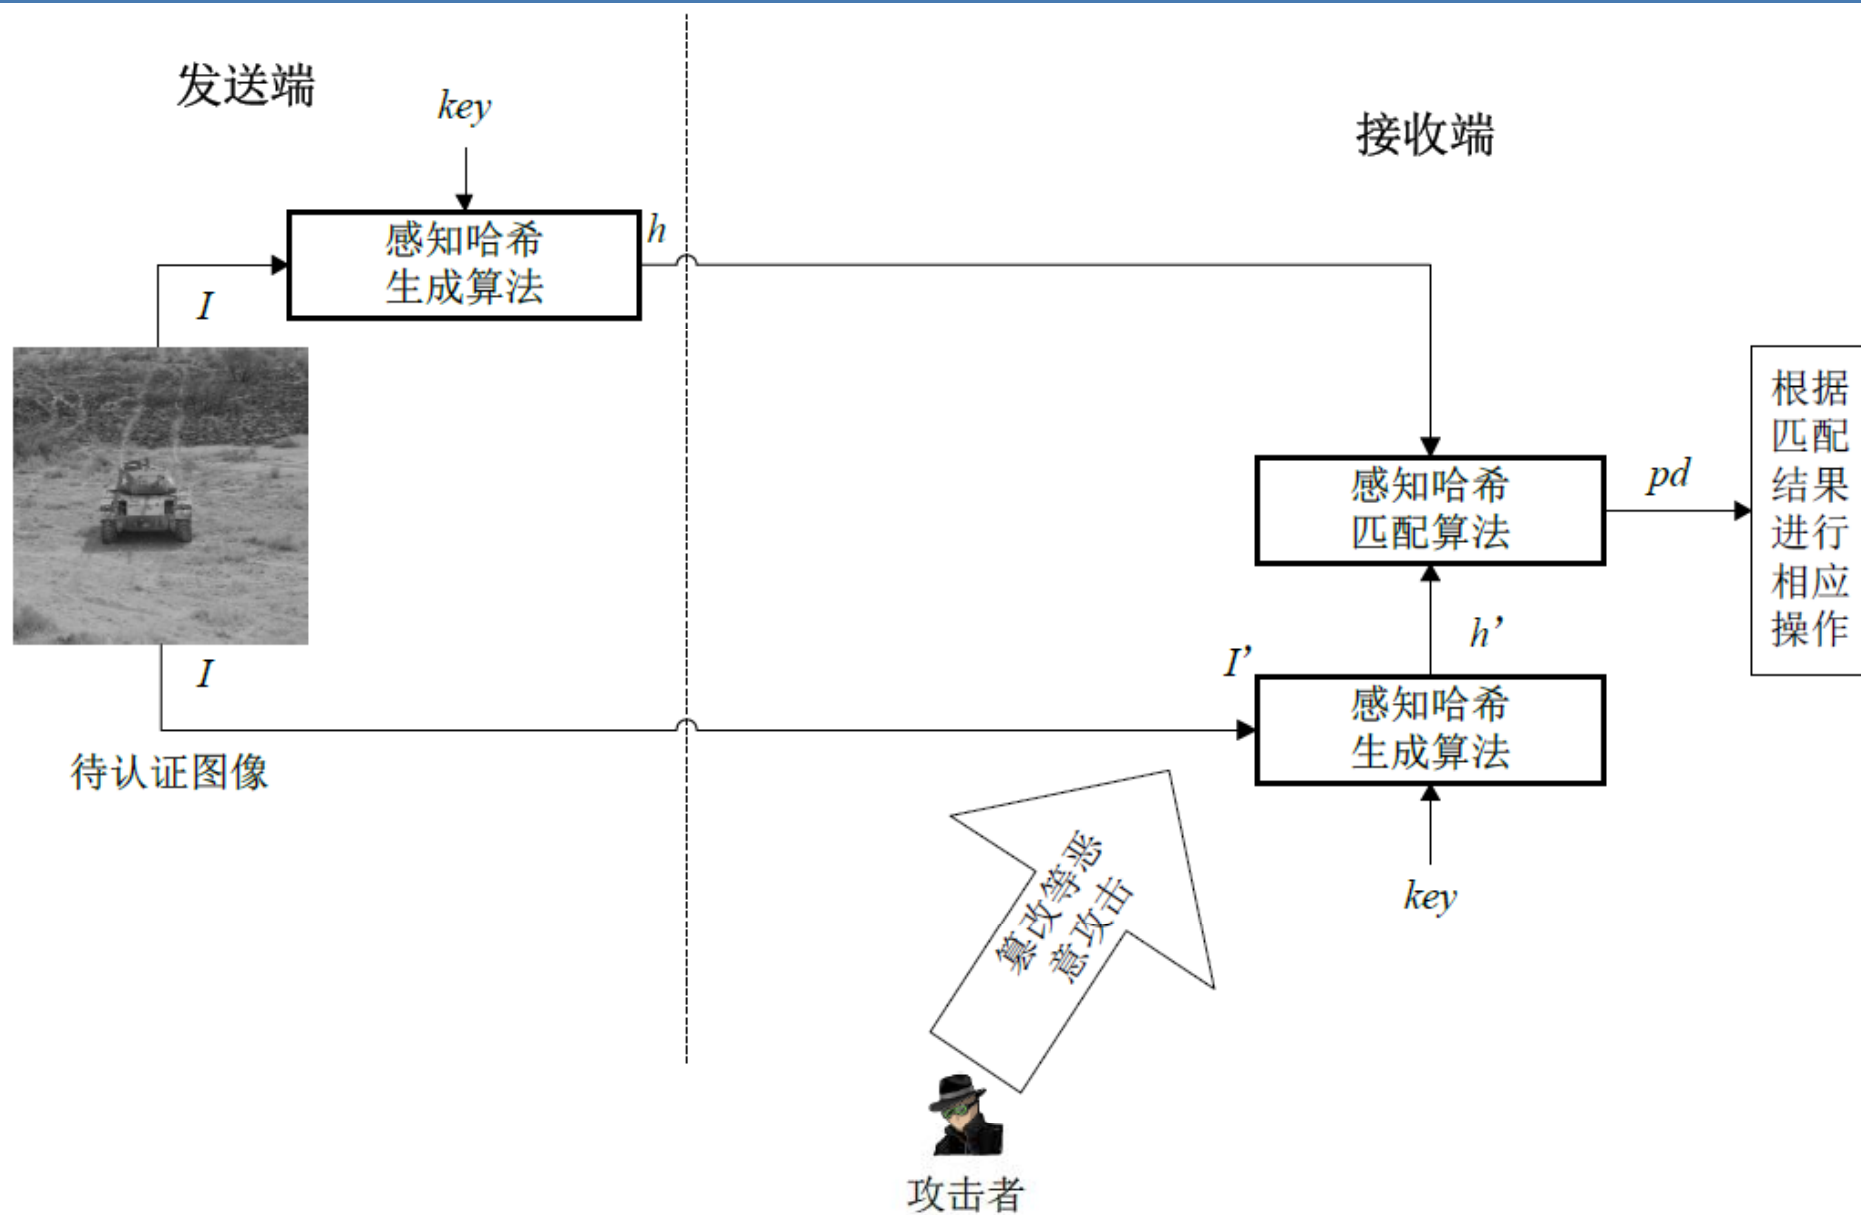 发送端
key
接收端
感知哈希
生成算法
h
I
根据
匹配
结果
进行
相应
操作
感知哈希
匹配算法
pd
h’
I’
I
感知哈希
生成算法
待认证图像
key
篡改等恶
意攻击
攻击者